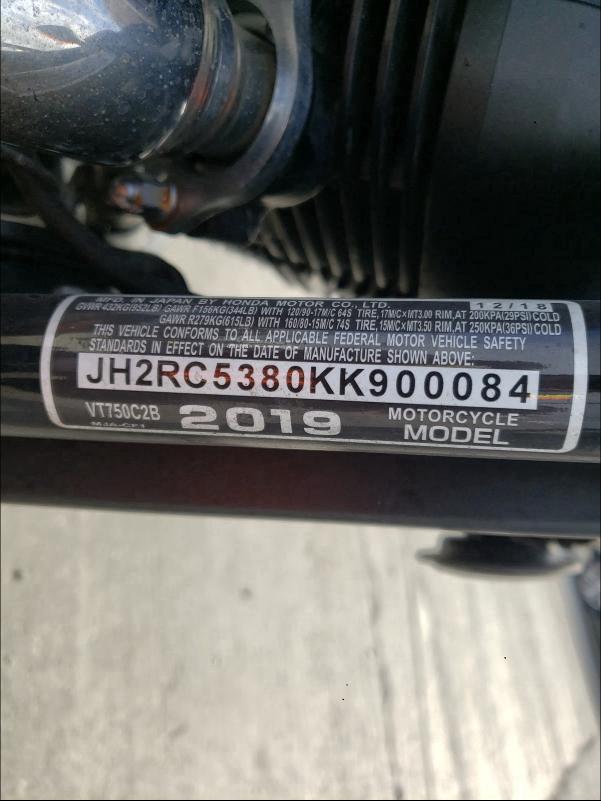 MFD. IN JAPAN BY HONDA MOTOR CO., LTD. 12/18
GVWR 432KG(952LB) GAWR F156KG(344LB) WITH 120/90-17M/C 64S TIRE, 17M/C×MT3.00 RIM, AT 200KPA(29PSI) COLD
GAWR R279KG(615LB) WITH 160/80-15M/C 74S TIRE, 15M/C×MT3.50 RIM, AT 250KPA(36PSI) COLD
THIS VEHICLE CONFORMS TO ALL APPLICABLE FEDERAL MOTOR VEHICLE SAFETY
STANDARDS IN EFFECT ON THE DATE OF MANUFACTURE SHOWN ABOVE:
JH2RC5380KK900084
VT750C2B 2019 MOTORCYCLE
MJA-CF1 MODEL